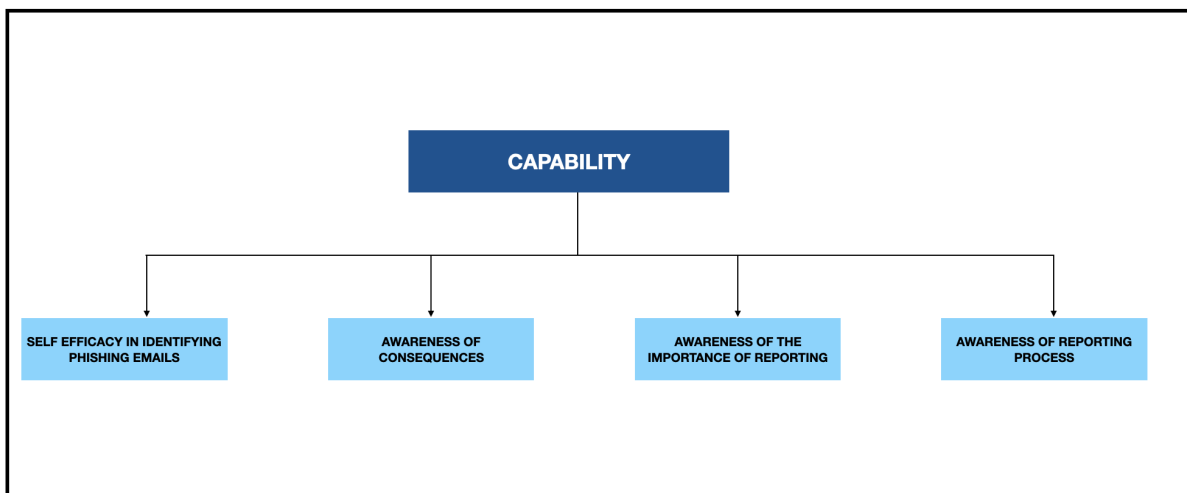 CAPABILITY
SELF EFFICACY IN IDENTIFYING
PHISHING EMAILS
AWARENESS OF
CONSEQUENCES
AWARENESS OF THE
IMPORTANCE OF REPORTING
AWARENESS OF REPORTING
PROCESS